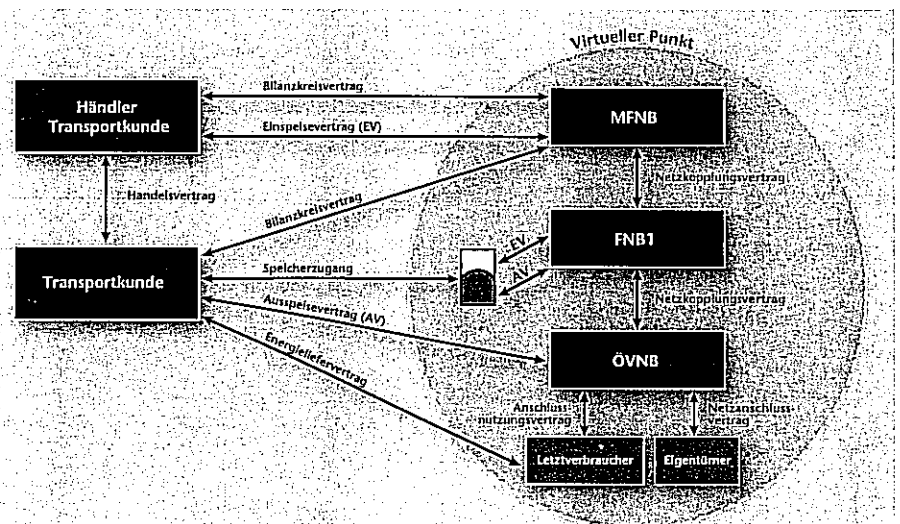 Virtueller Punkt
Bilanzkreisvertrag
Händler
Transportkunde
MFNB
Einspeisevertrag (EV)
Handelsvertrag
Bilanzkreisvertrag
Netzkopplungsvertrag
FNB1
EV
AV
Speicherzugang
Transportkunde
Ausspeisevertrag (AV)
Netzkopplungsvertrag
Energieliefervertrag
ÖVNB
Anschluss-
nutzungsvertrag
Netzanschluss-
vertrag
Letztverbraucher
Eigentümer